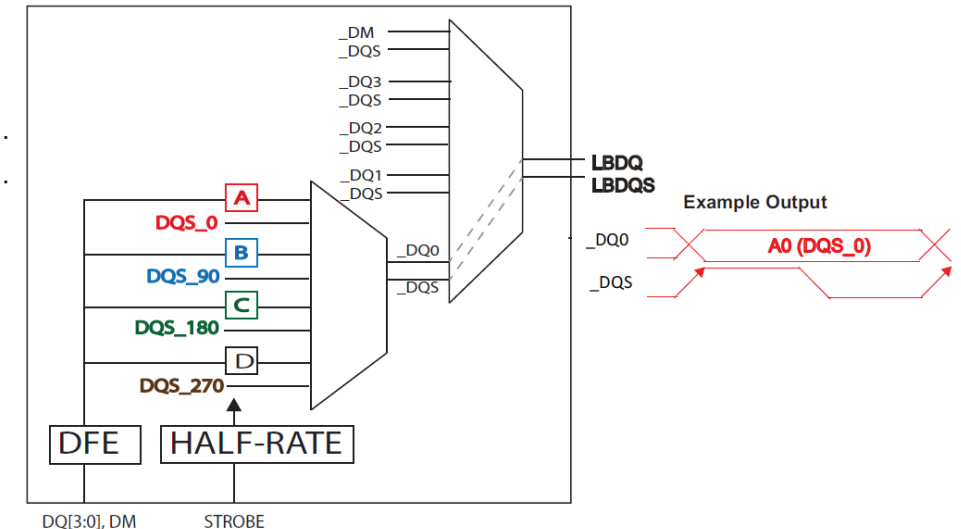 _DM
_DQS
_DQ3
_DQS
_DQ2
_DQS
_DQ1
_DQS
LBDQ
LBDQS
A
DQS_0
B
DQS_90
C
DQS_180
D
DQS_270
_DQ0
_DQS
Example Output
_DQ0
A0 (DQS_0)
_DQS
DFE
HALF-RATE
DQ[3:0], DM
STROBE